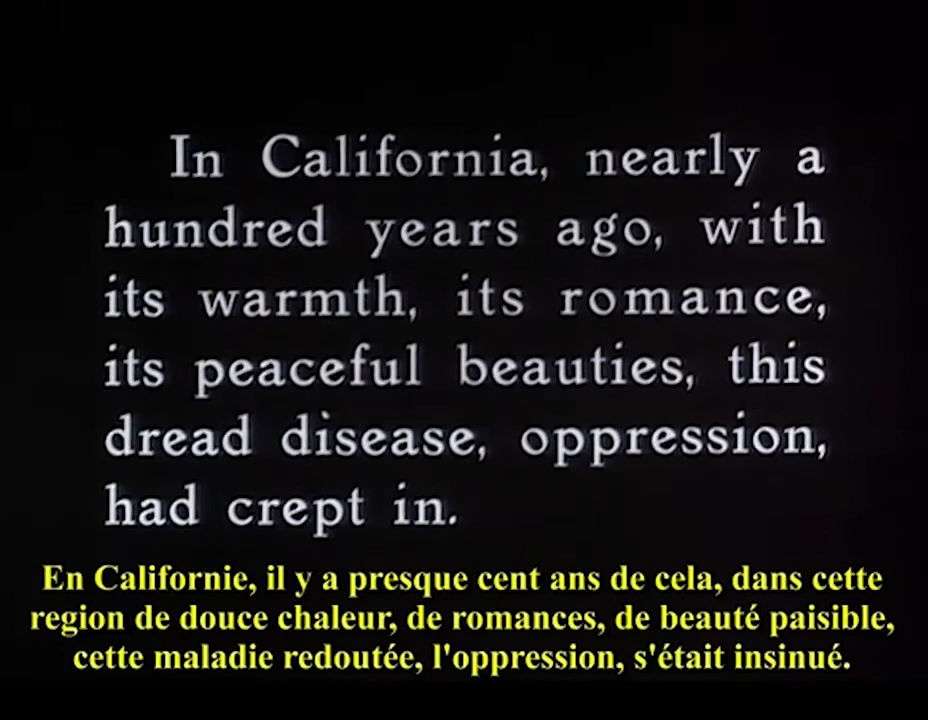 In California, nearly a
hundred years ago, with
its warmth, its romance,
its peaceful beauties, this
dread disease, oppression,
had crept in.
En Californie, il y a presque cent ans de cela, dans cette
region de douce chaleur, de romances, de beauté paisible,
cette maladie redoutée, l'oppression, s'était insinué.